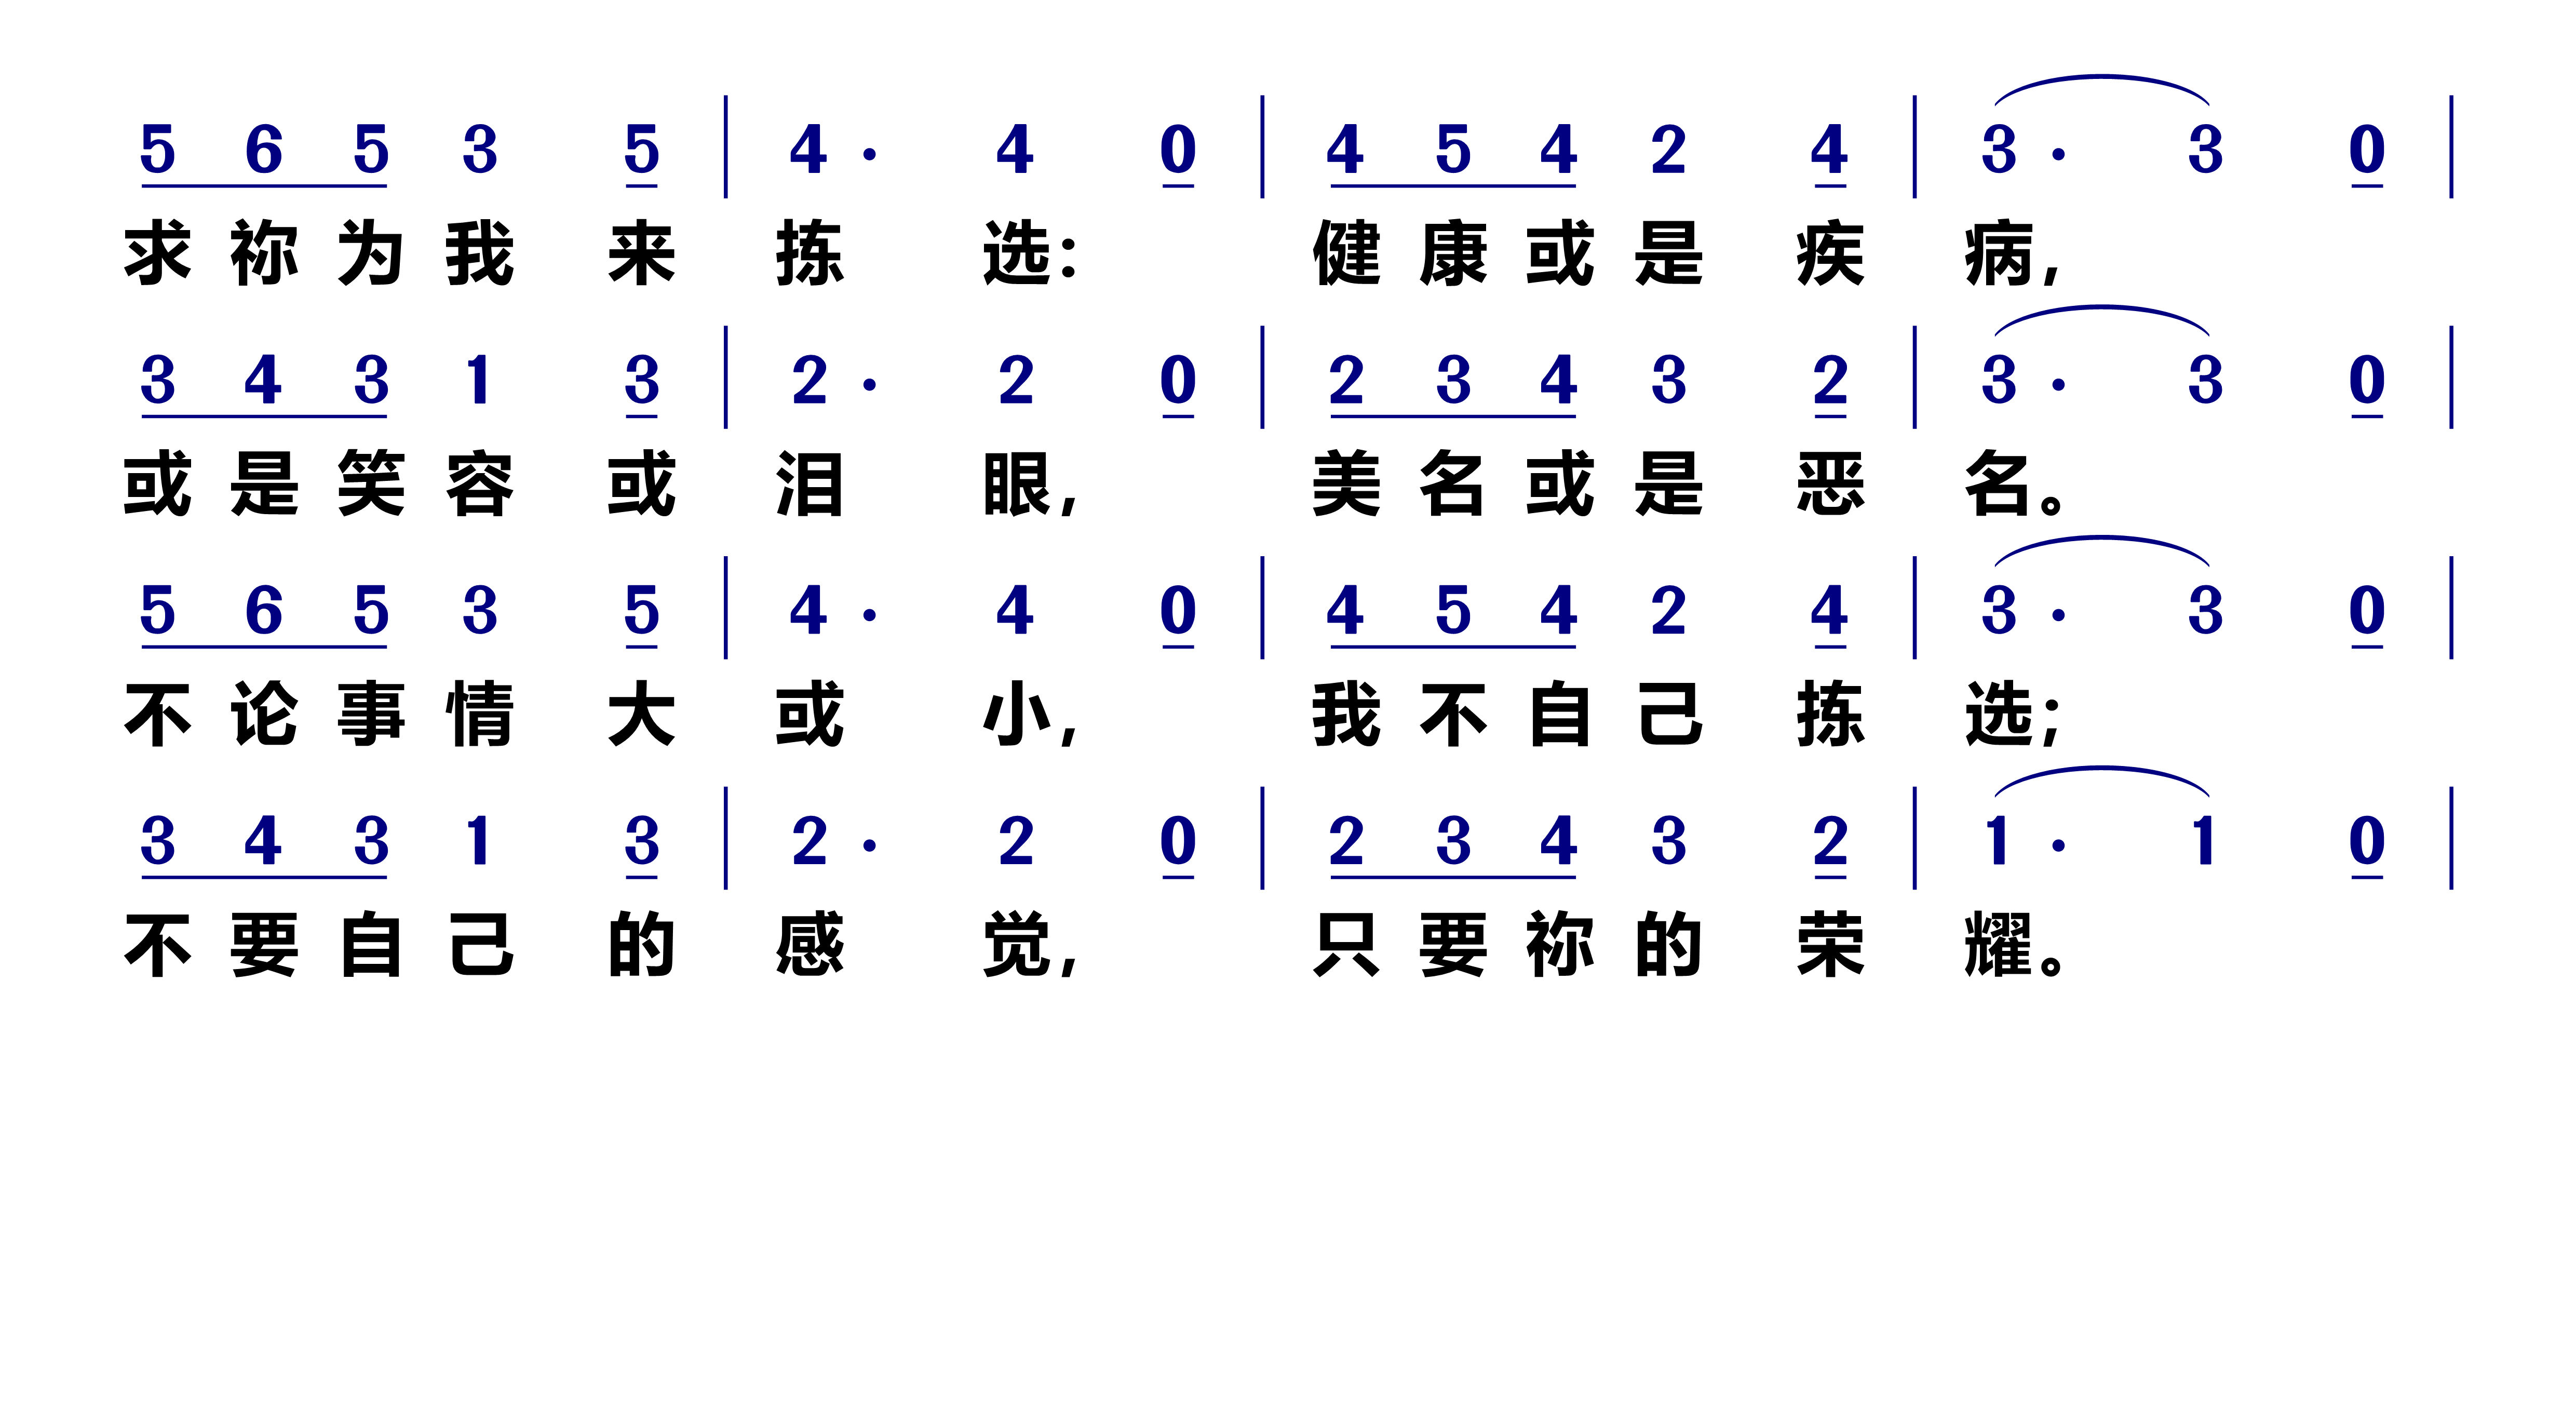 5 6 5 3 5 | 4 · 4 0 | 4 5 4 2 4 | 3 · 3 0 |
求祢为我来拣选：健康或是疾病，
3 4 3 1 3 | 2 · 2 0 | 2 3 4 3 2 | 3 · 3 0 |
或是笑容或泪眼，美名或是恶名。
5 6 5 3 5 | 4 · 4 0 | 4 5 4 2 4 | 3 · 3 0 |
不论事情大或小，我不自己拣选；
3 4 3 1 3 | 2 · 2 0 | 2 3 4 3 2 | 1 · 1 0 |
不要自己的感觉，只要祢的荣耀。